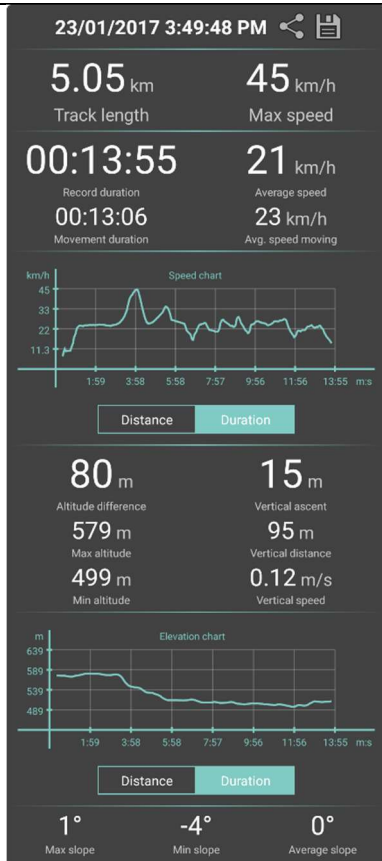 23/01/2017 3:49:48 PM
5.05 km 45 km/h
Track length Max speed
00:13:55 21 km/h
Record duration Average speed
00:13:06 23 km/h
Movement duration Avg. speed moving
km/h Speed chart
45
33
22
11.3
1:59 3:58 5:58 7:57 9:56 11:56 13:55 m:s
Distance Duration
80 m 15 m
Altitude difference Vertical ascent
579 m 95 m
Max altitude Vertical distance
499 m 0.12 m/s
Min altitude Vertical speed
m Elevation chart
639
589
539
489
1:59 3:58 5:58 7:57 9:56 11:56 13:55 m:s
Distance Duration
1° -4° 0°
Max slope Min slope Average slope